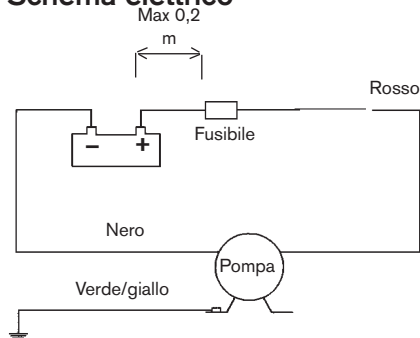 Schema elettrico
Max 0,2
m
Rosso
Fusibile
– +
Nero
Pompa
Verde/giallo